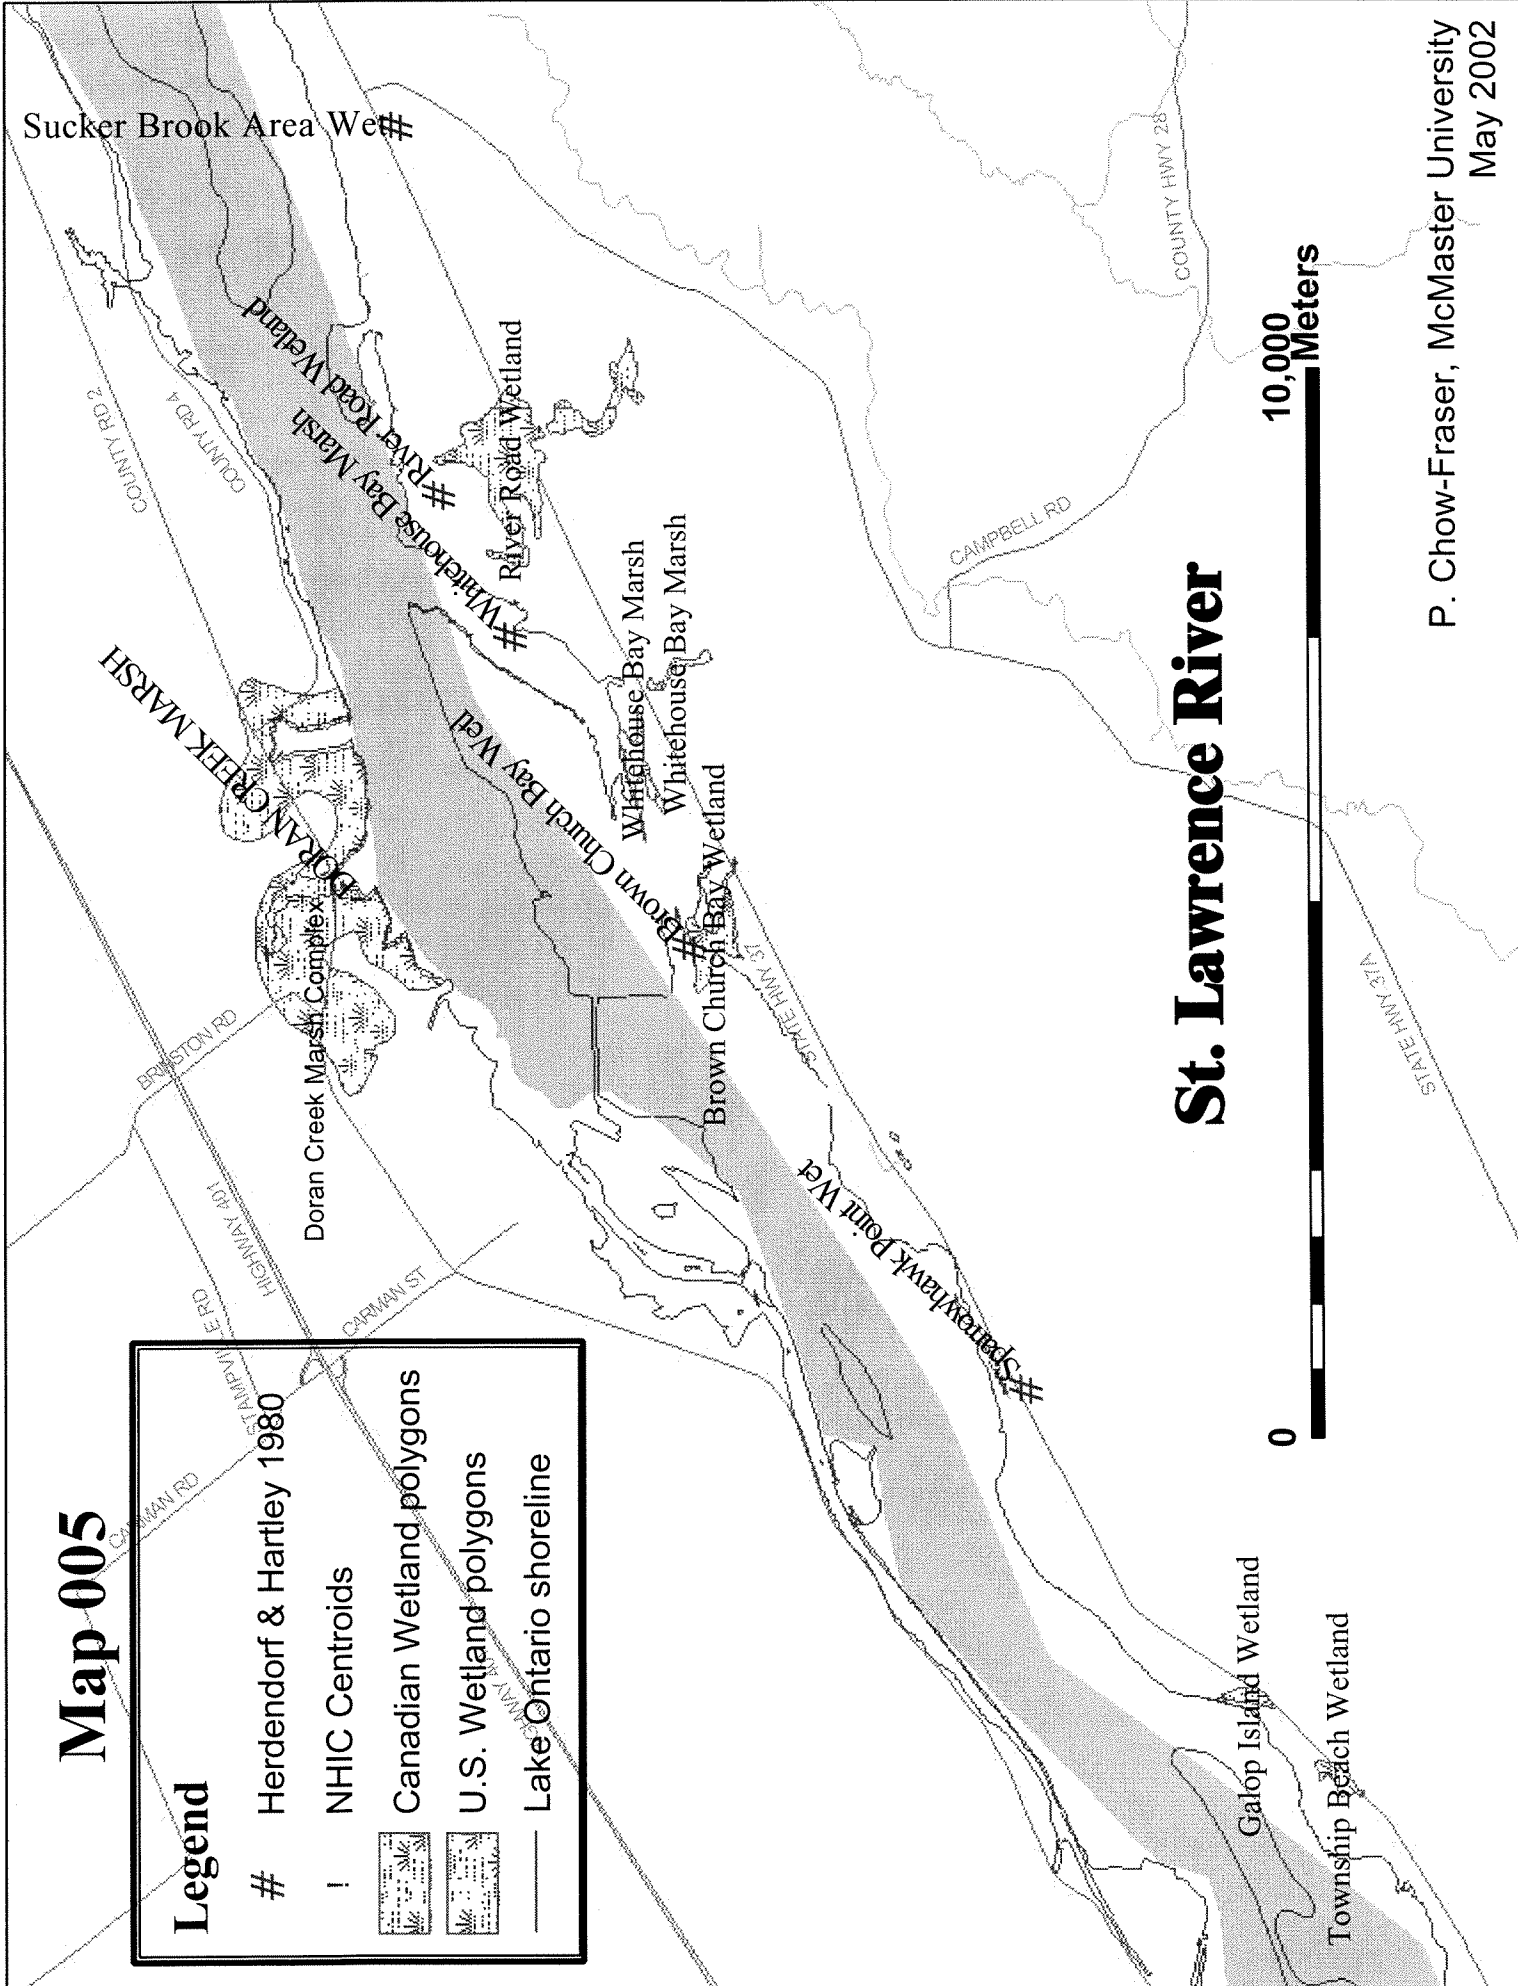 Map 005
Legend
# Herdendorf & Hartley 1980
! NHIC Centroids
Canadian Wetland polygons
U.S. Wetland polygons
Lake Ontario shoreline
CARMAN RD
STAMPVILLE RD
HIGHWAY 401
CARMAN ST
BRINSTON RD
HIGHWAY 401
Doran Creek Marsh Complex
DORAN CREEK MARSH
COUNTY RD 2
COUNTY RD 4
Sucker Brook Area Wet
#
# River Road Wetland
River Road Wetland
# Whitehouse Bay Marsh
Whitehouse Bay Marsh
Whitehouse Bay Marsh
# Brown Church Bay Wetl
Brown Church Bay Wetland
STATE HWY 37
# Sparrowhawk Point Wet
Galop Island Wetland
Township Beach Wetland
CAMPBELL RD
COUNTY HWY 28
STATE HWY 37A
St. Lawrence River
0
10,000
Meters
P. Chow-Fraser, McMaster University
May 2002